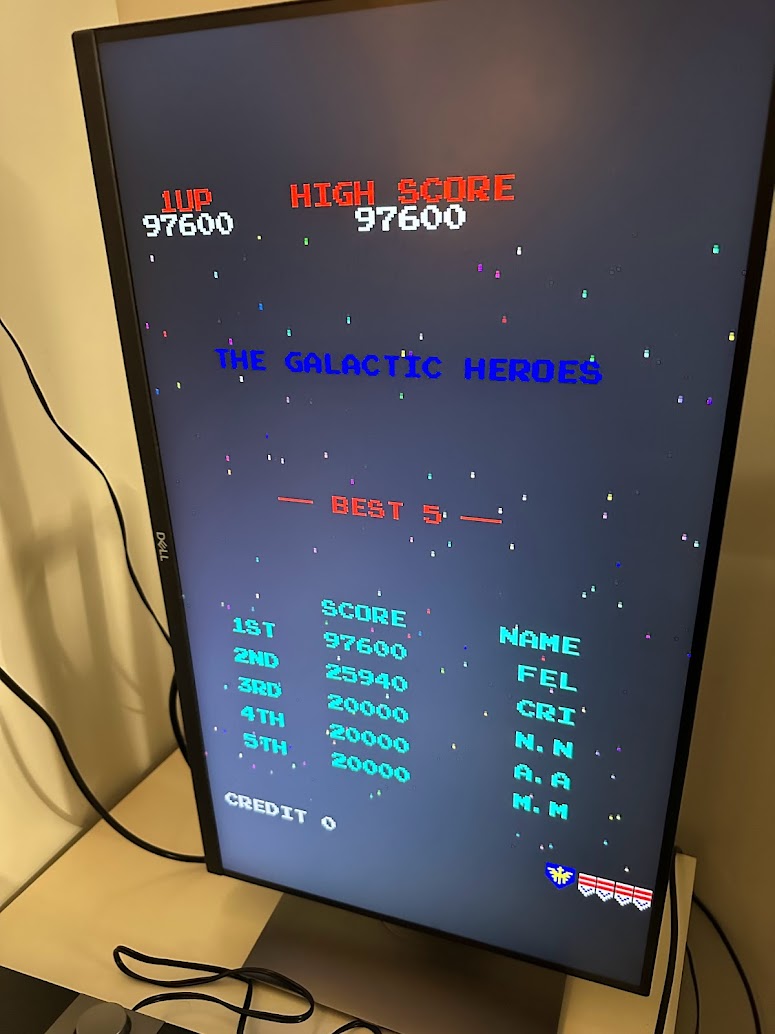 1UP HIGH SCORE
97600 97600
THE GALACTIC HEROES
— BEST 5 —
SCORE NAME
1ST 97600 FEL
2ND 25940 CRI
3RD 20000 N.N
4TH 20000 A.A
5TH 20000 M.M
CREDIT 0
DELL